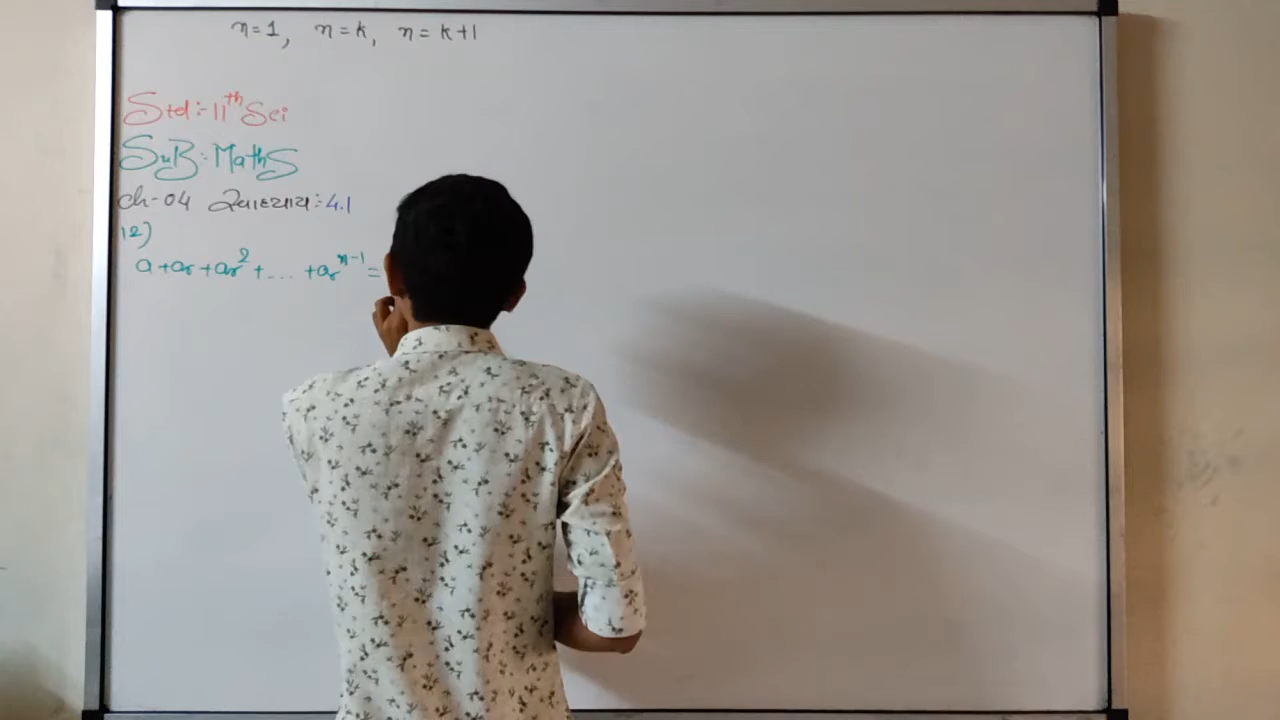 n=1, n=k, n=k+1
Std:-11th Sci
SuB:-MathS
ch-04 સ્વાધ્યાય:-4.1
12)
a+ar+ar²+...+arⁿ⁻¹=